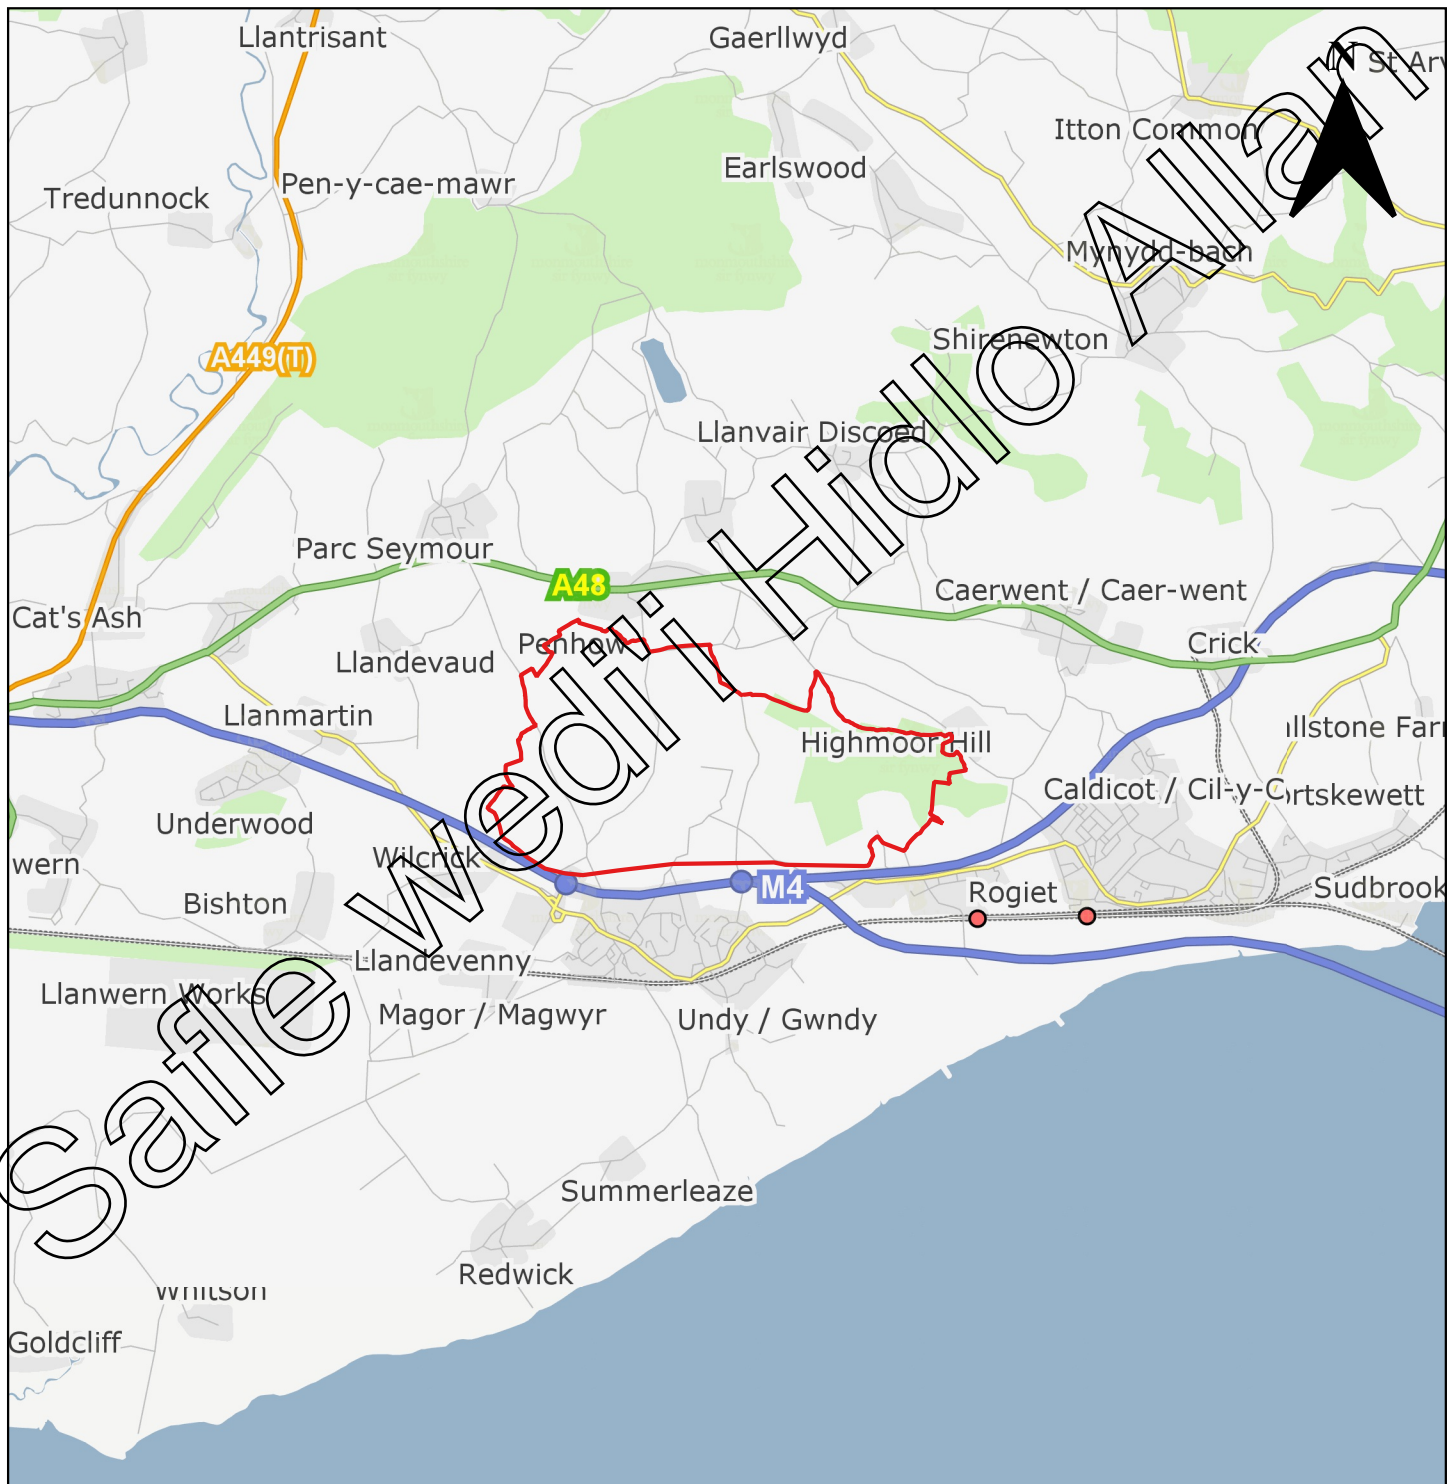 Llantrisant
Gaerllwyd
N
Itton Common
Earlswood
Pen-y-cae-mawr
Tredunnock
Mynydd-bach
Shirenewton
A449(T)
Llanvair Discoed
Parc Seymour
A48
Caerwent / Caer-went
Cat's Ash
Penhow
Crick
Llandevaud
Llanmartin
Highmoor Hill
Caldicot / Cil-y-C
ortskewett
Underwood
Wilcrick
wern
M4
Rogiet
Sudbrook
Bishton
Llandevenny
Llanwern Works
Magor / Magwyr
Undy / Gwndy
Summerleaze
Redwick
Whitson
Goldcliff
Safle wedi'i Hidlo Allan